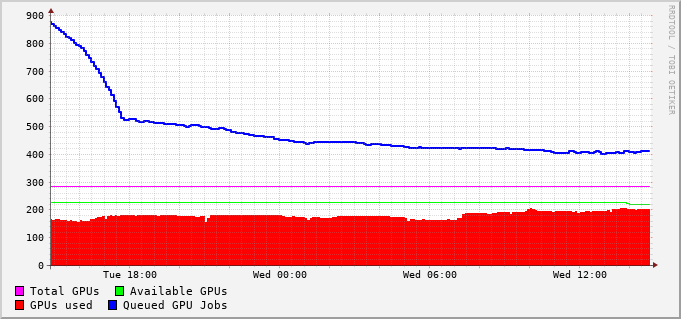 900
800
700
600
500
400
300
200
100
0
Tue 18:00 Wed 00:00 Wed 06:00 Wed 12:00
Total GPUs Available GPUs
GPUs used Queued GPU Jobs
RRDTOOL / TOBI OETIKER